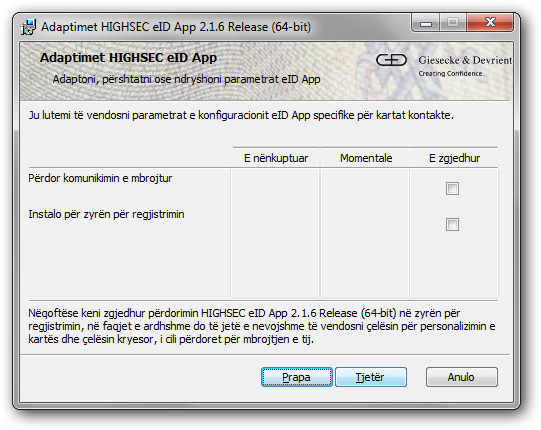 Adaptimet HIGHSEC eID App 2.1.6 Release (64-bit)
Adaptimet HIGHSEC eID App
Adaptoni, përshtatni ose ndryshoni parametrat eID App
Giesecke & Devrient
Creating Confidence.
Ju lutemi të vendosni parametrat e konfiguracionit eID App specifike për kartat kontakte.
E nënkuptuar Momentale E zgjedhur
Përdor komunikimin e mbrojtur
Instalo për zyrën për regjistrimin
Nëqoftëse keni zgjedhur përdorimin HIGHSEC eID App 2.1.6 Release (64-bit) në zyrën për
regjistrimin, në faqjet e ardhshme do të jetë e nevojshme të vendosni çelësin për personalizimin e
kartës dhe çelësin kryesor, i cili përdoret për mbrojtjen e tij.
Prapa Tjetër Anulo